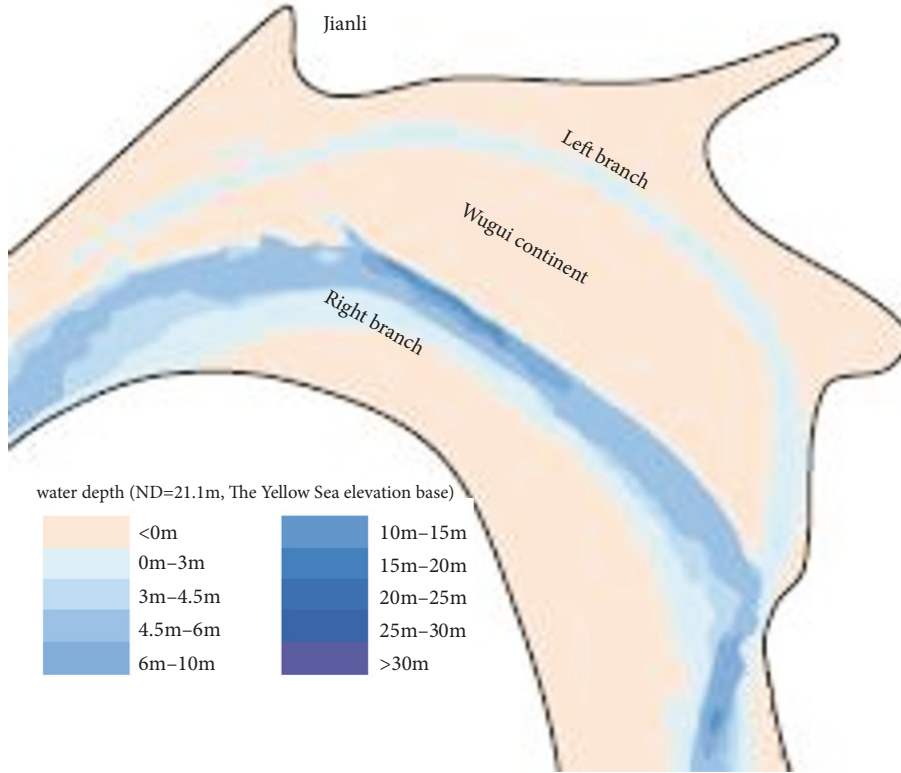 Jianli
Left branch
Wugui continent
Right branch
water depth (ND=21.1m, The Yellow Sea elevation base)
<0m
0m–3m
3m–4.5m
4.5m–6m
6m–10m
10m–15m
15m–20m
20m–25m
25m–30m
>30m